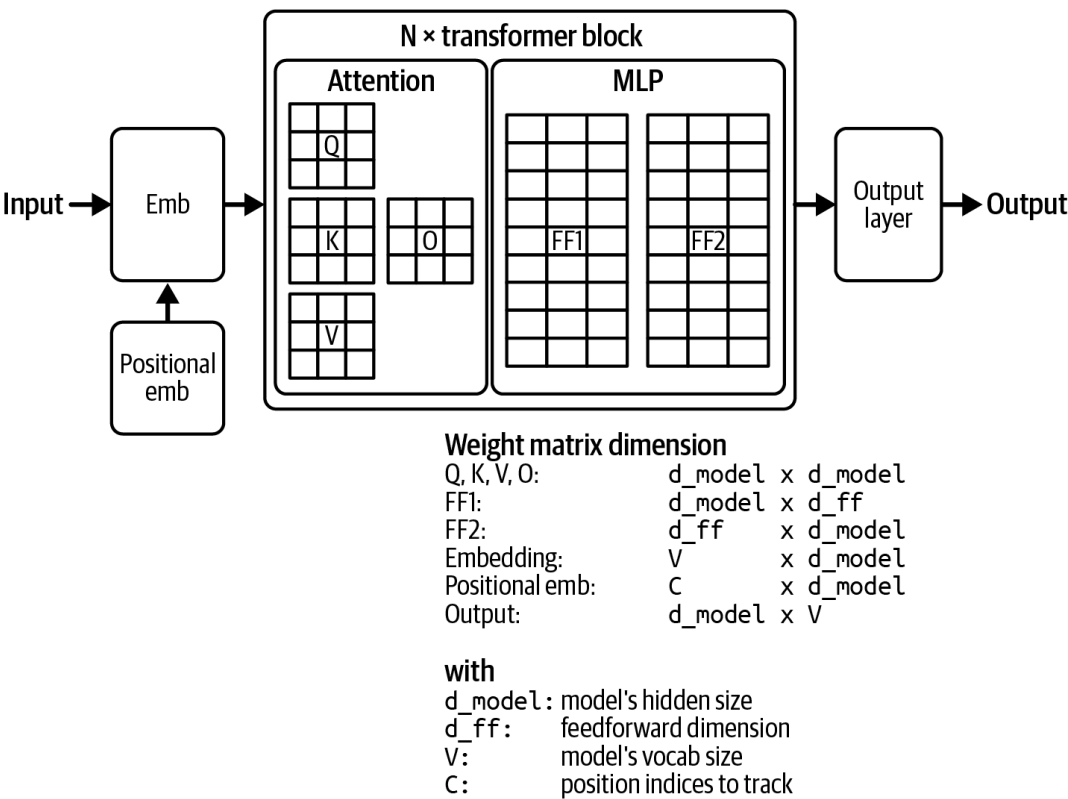 N × transformer block
Attention
MLP
Q
Input
Emb
K
O
FF1
FF2
Output
layer
Output
V
Positional
emb
Weight matrix dimension
Q, K, V, O: d_model x d_model
FF1: d_model x d_ff
FF2: d_ff x d_model
Embedding: V x d_model
Positional emb: C x d_model
Output: d_model x V
with
d_model: model's hidden size
d_ff: feedforward dimension
V: model's vocab size
C: position indices to track